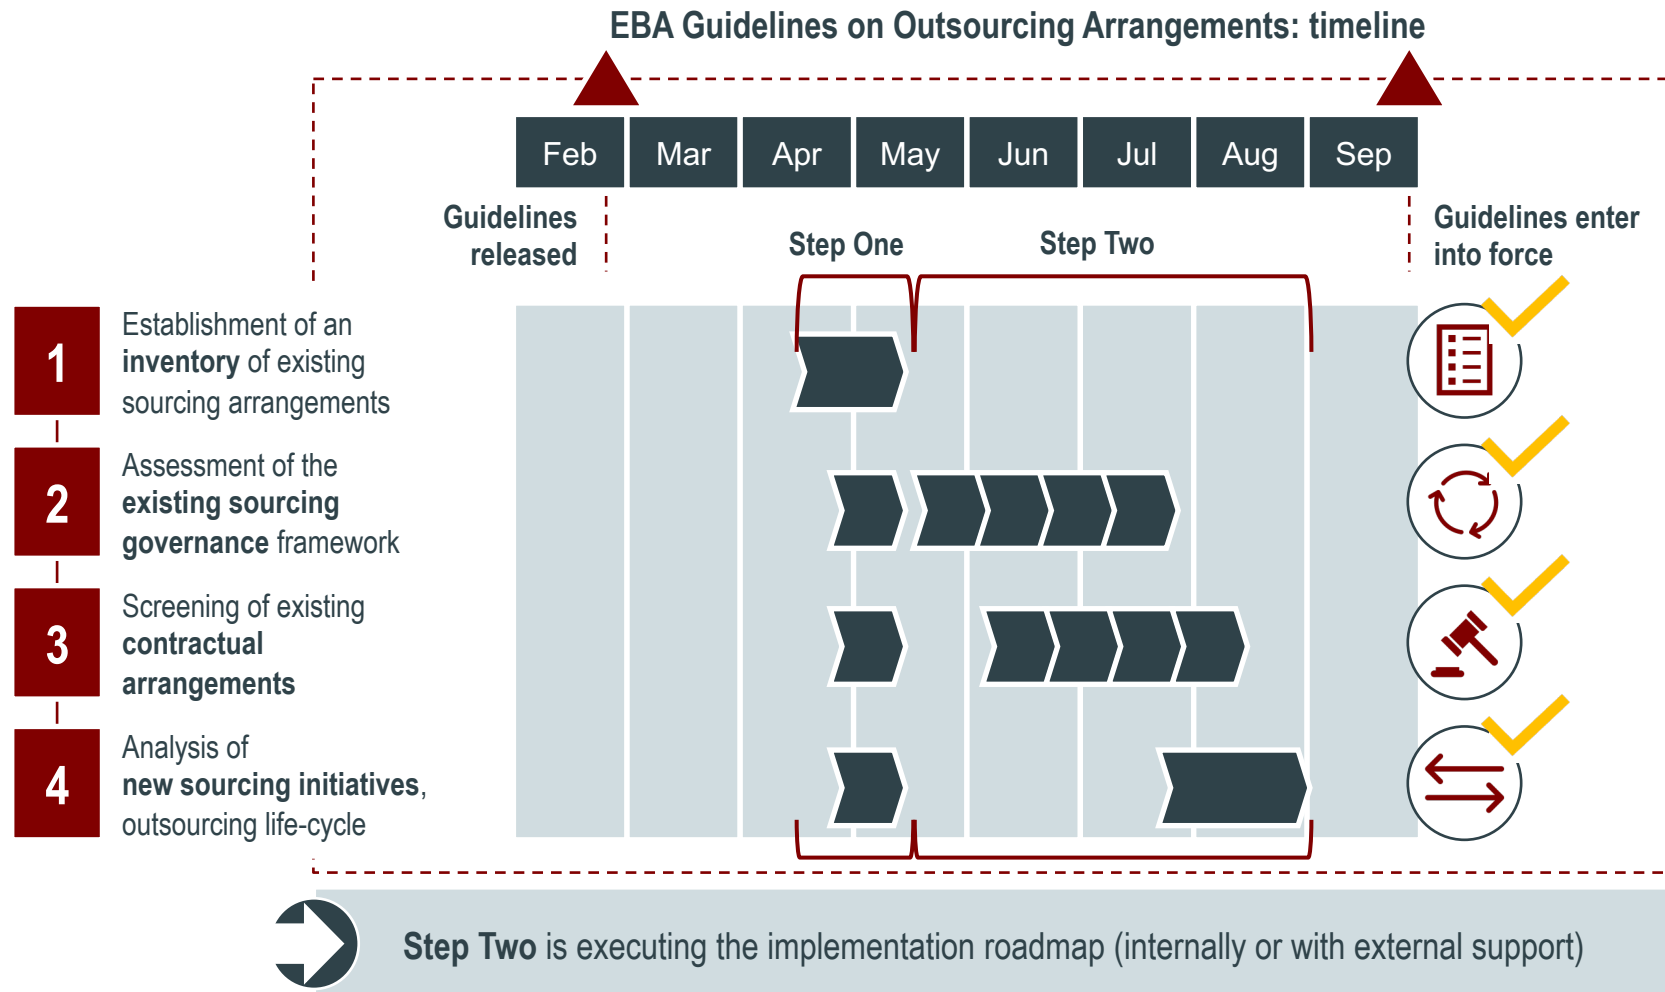 EBA Guidelines on Outsourcing Arrangements: timeline
Feb Mar Apr May Jun Jul Aug Sep
Guidelines
released
Step One
Step Two
Guidelines enter
into force
1
Establishment of an
inventory of existing
sourcing arrangements
2
Assessment of the
existing sourcing
governance framework
3
Screening of existing
contractual
arrangements
4
Analysis of
new sourcing initiatives,
outsourcing life-cycle
Step Two is executing the implementation roadmap (internally or with external support)